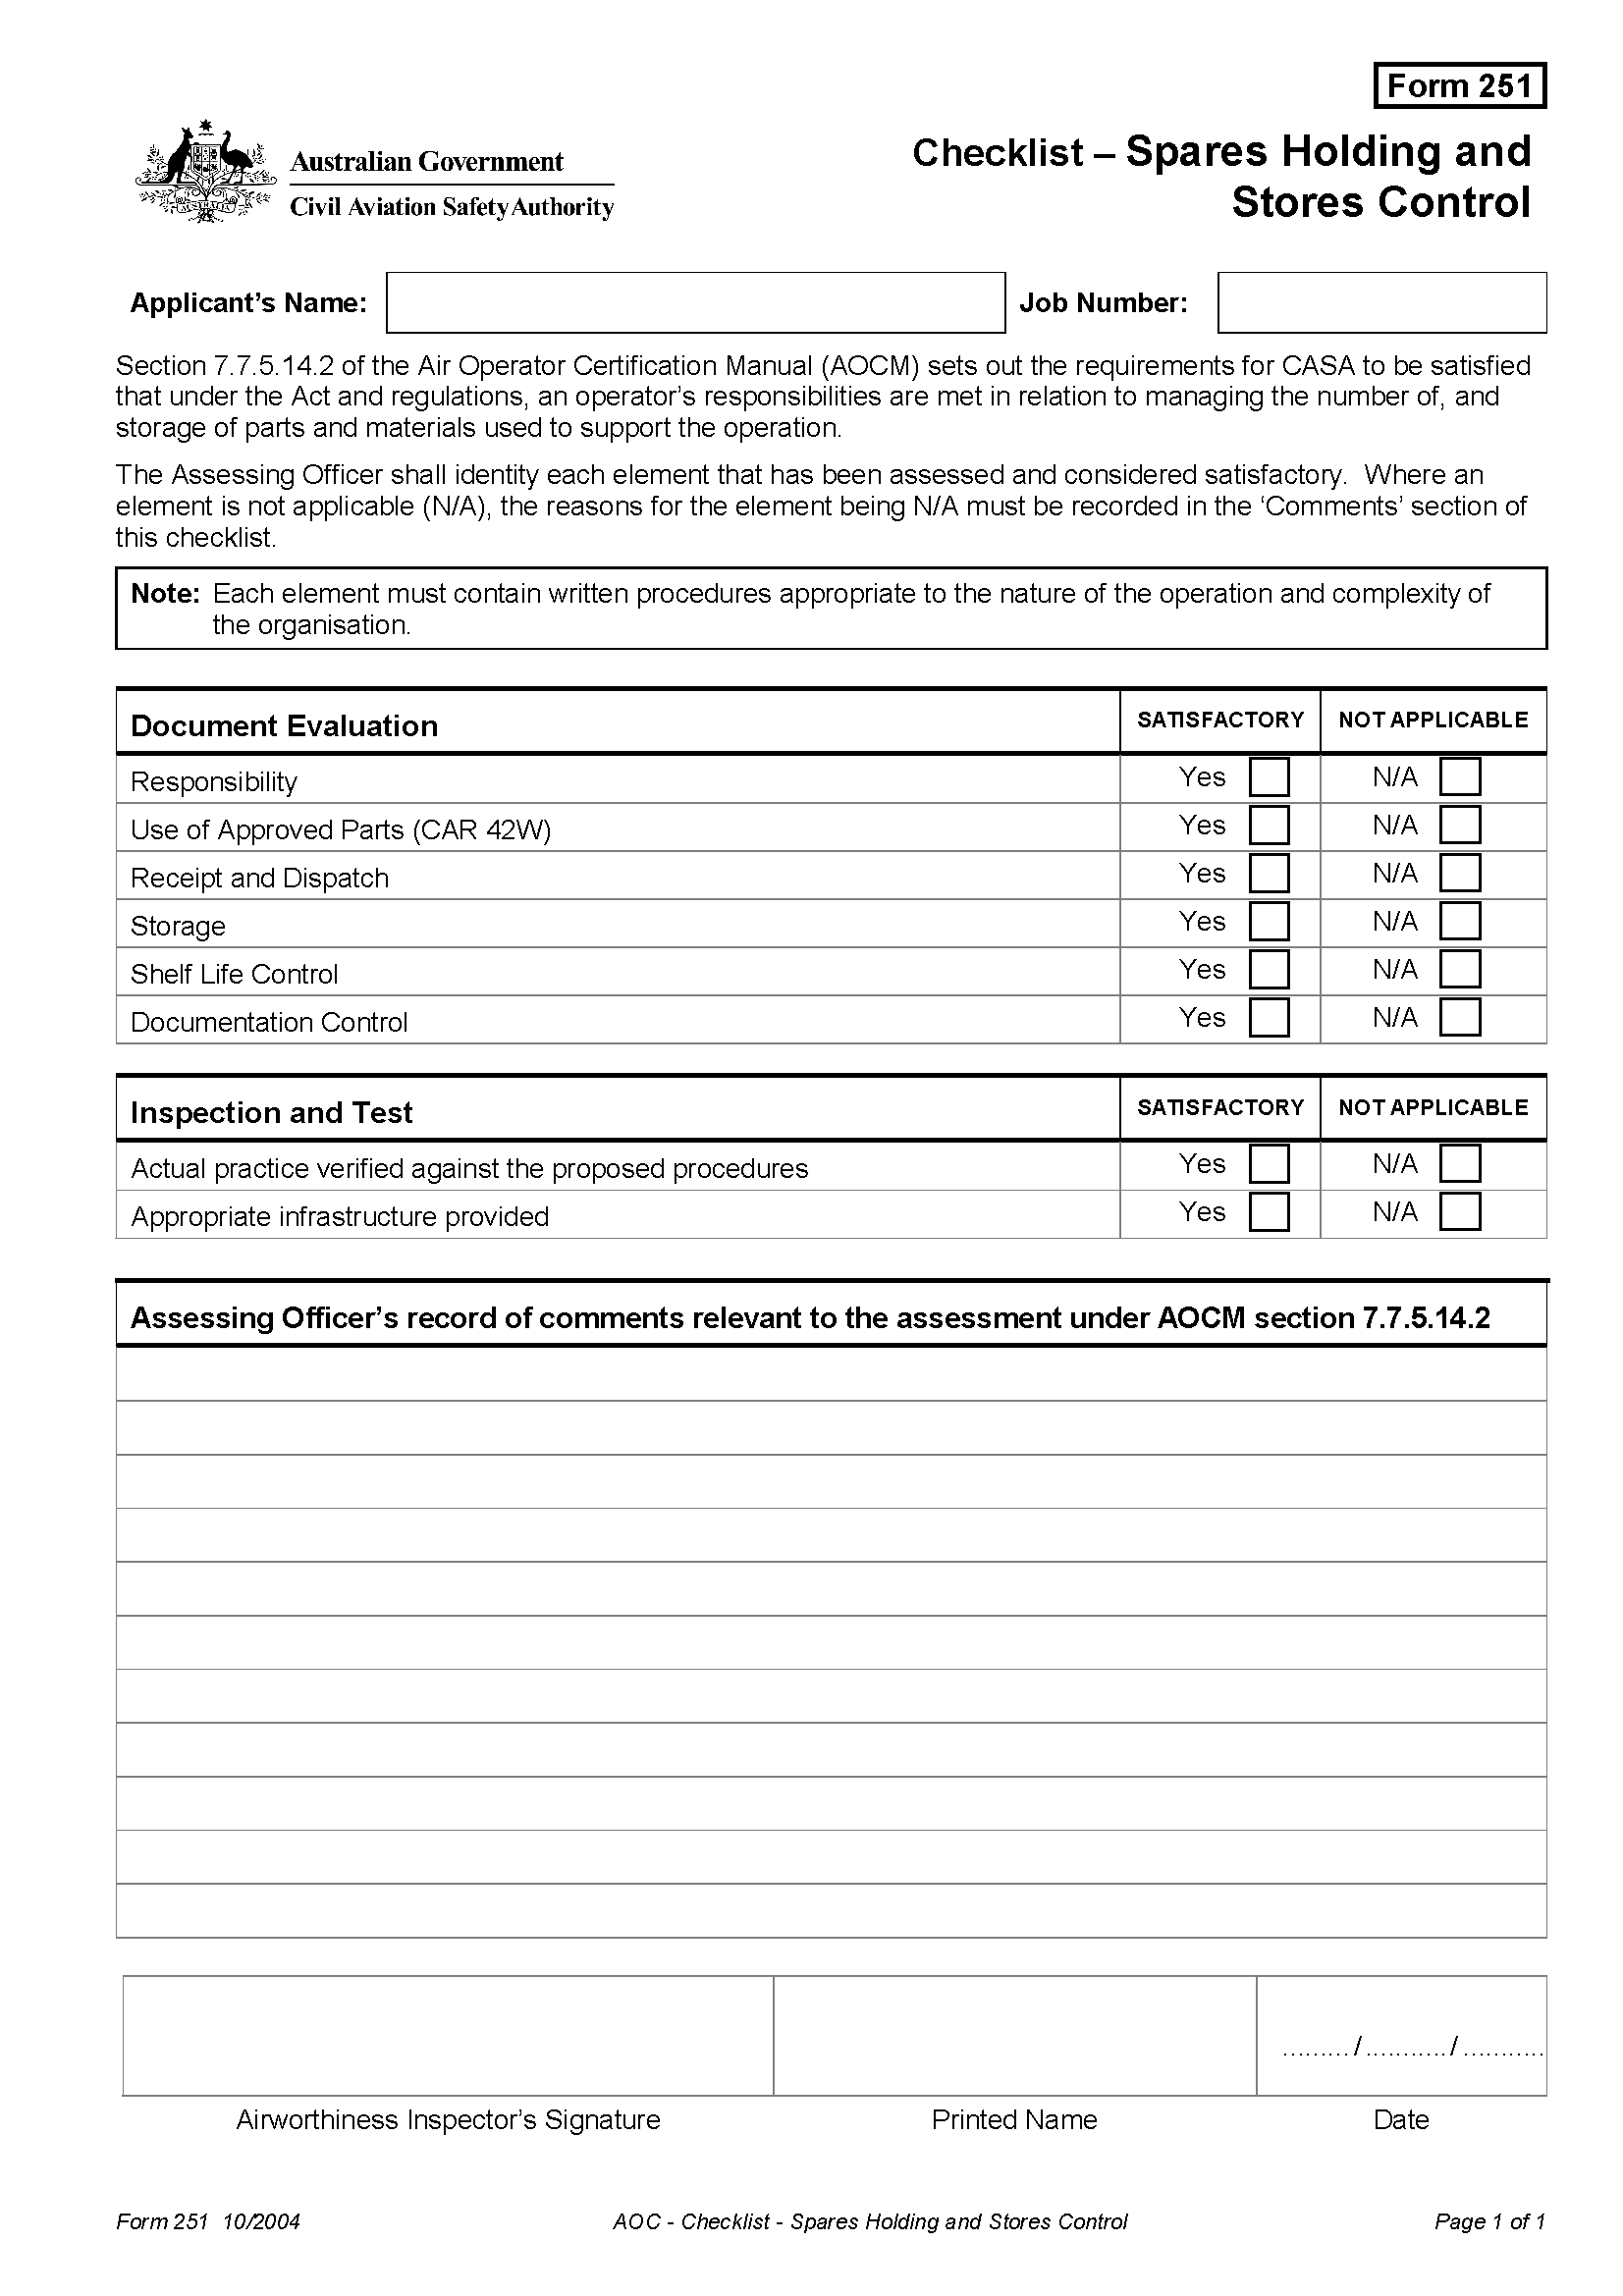 Form 251
Australian Government
Civil Aviation Safety Authority
Checklist – Spares Holding and
Stores Control
Applicant’s Name:
Job Number:
Section 7.7.5.14.2 of the Air Operator Certification Manual (AOCM) sets out the requirements for CASA to be satisfied
that under the Act and regulations, an operator’s responsibilities are met in relation to managing the number of, and
storage of parts and materials used to support the operation.
The Assessing Officer shall identity each element that has been assessed and considered satisfactory. Where an
element is not applicable (N/A), the reasons for the element being N/A must be recorded in the ‘Comments’ section of
this checklist.
Note: Each element must contain written procedures appropriate to the nature of the operation and complexity of
the organisation.
Document Evaluation SATISFACTORY NOT APPLICABLE
Responsibility Yes N/A
Use of Approved Parts (CAR 42W) Yes N/A
Receipt and Dispatch Yes N/A
Storage Yes N/A
Shelf Life Control Yes N/A
Documentation Control Yes N/A
Inspection and Test SATISFACTORY NOT APPLICABLE
Actual practice verified against the proposed procedures Yes N/A
Appropriate infrastructure provided Yes N/A
Assessing Officer’s record of comments relevant to the assessment under AOCM section 7.7.5.14.2
........./.........../...........
Airworthiness Inspector’s Signature Printed Name Date
Form 251 10/2004 AOC - Checklist - Spares Holding and Stores Control Page 1 of 1